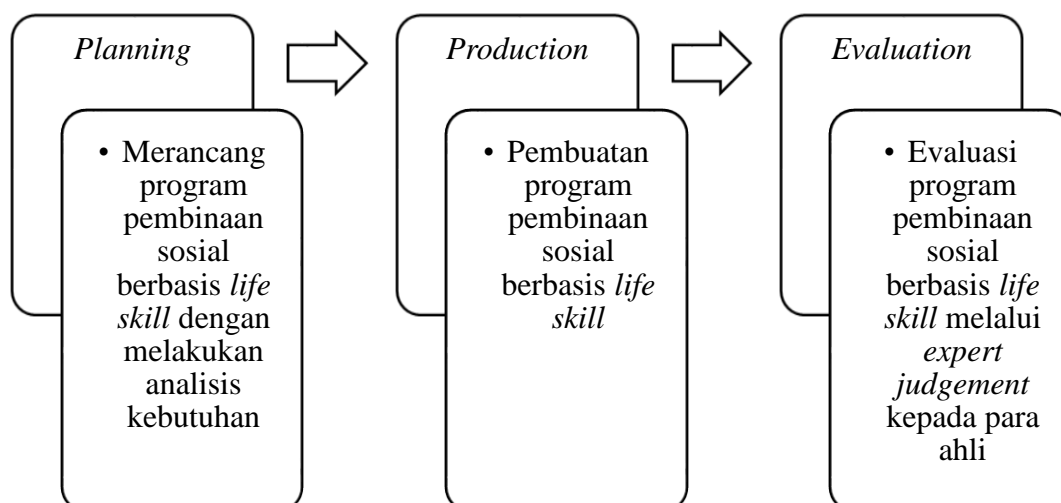 Planning
• Merancang
program
pembinaan
sosial
berbasis life
skill dengan
melakukan
analisis
kebutuhan
Production
• Pembuatan
program
pembinaan
sosial
berbasis life
skill
Evaluation
• Evaluasi
program
pembinaan
sosial
berbasis life
skill melalui
expert
judgement
kepada para
ahli